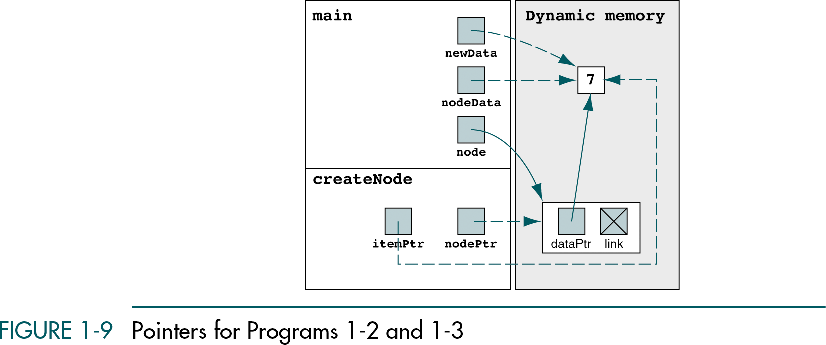 main
Dynamic memory
newData
7
nodeData
node
createNode
itemPtr
nodePtr
dataPtr
link
FIGURE 1-9 Pointers for Programs 1-2 and 1-3